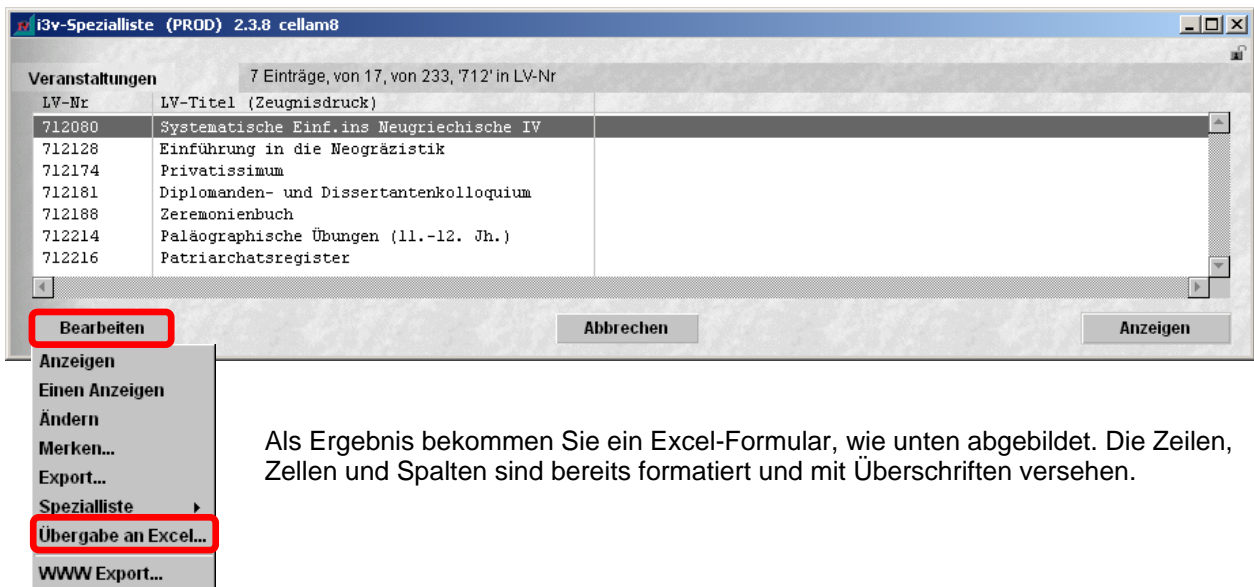 i3v-Spezialliste (PROD) 2.3.8 cellam8
Veranstaltungen 7 Einträge, von 17, von 233, '712' in LV-Nr
LV-Nr LV-Titel (Zeugnisdruck)
712080 Systematische Einf.ins Neugriechische IV
712128 Einführung in die Neogräzistik
712174 Privatissimum
712181 Diplomanden- und Dissertantenkolloquium
712188 Zeremonienbuch
712214 Paläographische Übungen (11.-12. Jh.)
712216 Patriarchatsregister
Bearbeiten Abbrechen Anzeigen
Anzeigen
Einen Anzeigen
Ändern
Merken...
Export...
Spezialliste
Übergabe an Excel...
WWW Export...
Als Ergebnis bekommen Sie ein Excel-Formular, wie unten abgebildet. Die Zeilen,
Zellen und Spalten sind bereits formatiert und mit Überschriften versehen.